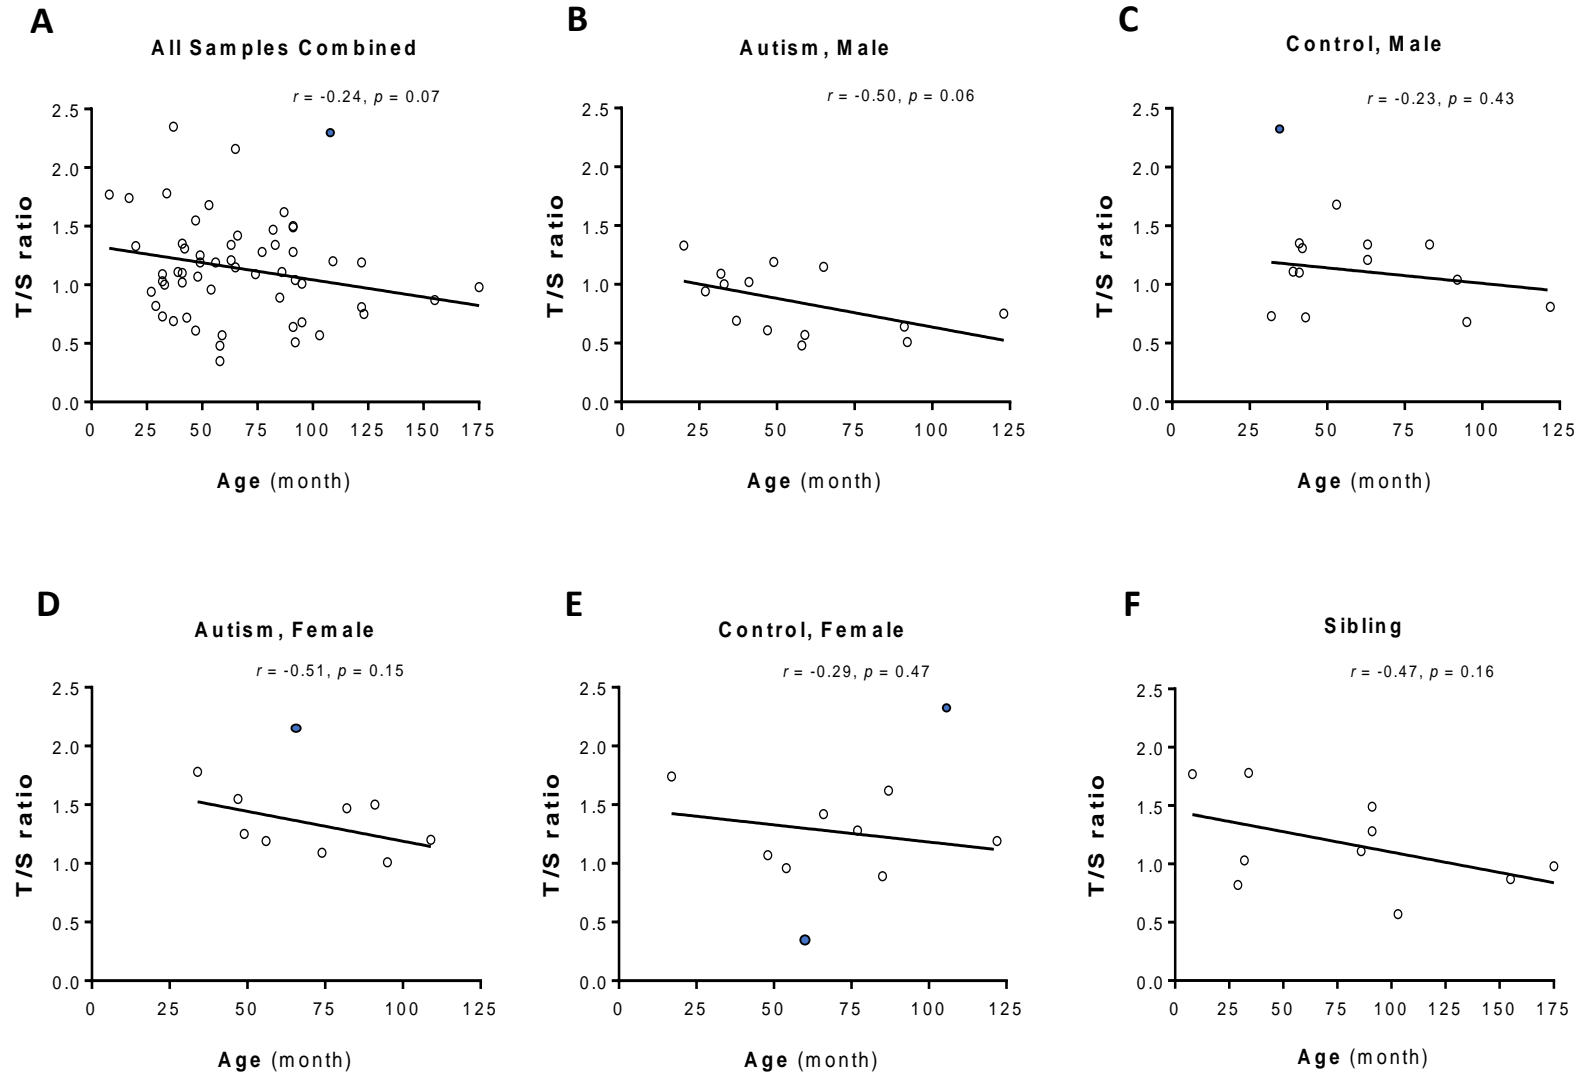 A
All Samples Combined
r = -0.24, p = 0.07
2.5
2.0
1.5
1.0
0.5
0.0
T/S ratio
0 25 50 75 100 125 150 175
Age (month)
B
Autism, Male
r = -0.50, p = 0.06
2.5
2.0
1.5
1.0
0.5
0.0
T/S ratio
0 25 50 75 100 125
Age (month)
C
Control, Male
r = -0.23, p = 0.43
2.5
2.0
1.5
1.0
0.5
0.0
T/S ratio
0 25 50 75 100 125
Age (month)
D
Autism, Female
r = -0.51, p = 0.15
2.5
2.0
1.5
1.0
0.5
0.0
T/S ratio
0 25 50 75 100 125
Age (month)
E
Control, Female
r = -0.29, p = 0.47
2.5
2.0
1.5
1.0
0.5
0.0
T/S ratio
0 25 50 75 100 125
Age (month)
F
Sibling
r = -0.47, p = 0.16
2.5
2.0
1.5
1.0
0.5
0.0
T/S ratio
0 25 50 75 100 125 150 175
Age (month)